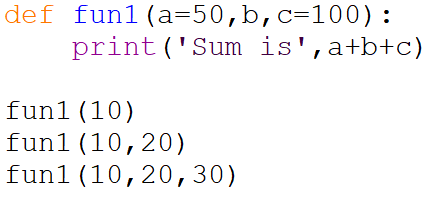 def fun1(a=50,b,c=100):
    print('Sum is',a+b+c)

fun1(10)
fun1(10,20)
fun1(10,20,30)